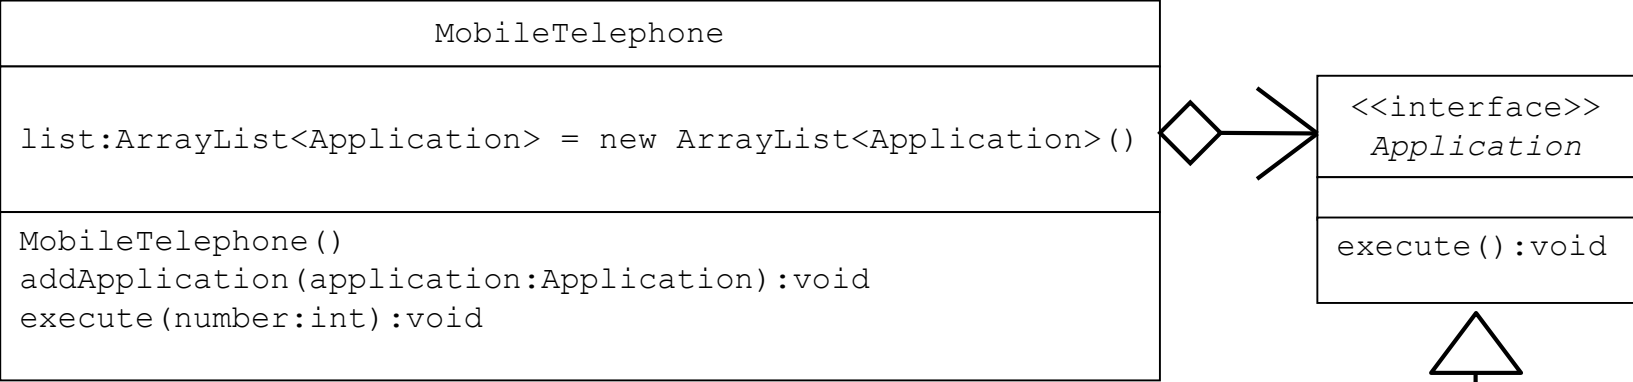 MobileTelephone
list:ArrayList<Application> = new ArrayList<Application>()
MobileTelephone()
addApplication(application:Application):void
execute(number:int):void
<<interface>>
Application
execute():void